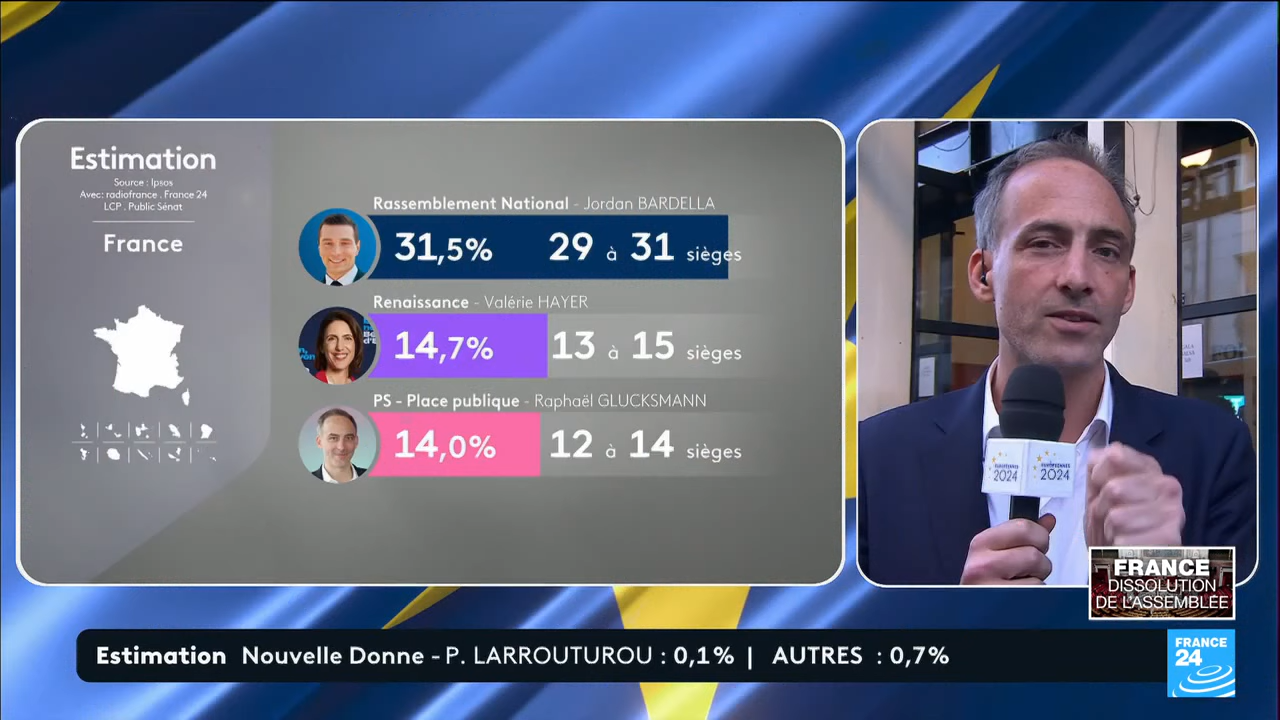 Estimation
Source : Ipsos
Avec: radiofrance . France 24
LCP . Public Sénat
France
Rassemblement National - Jordan BARDELLA
31,5% 29 à 31 sièges
Renaissance - Valérie HAYER
14,7% 13 à 15 sièges
PS - Place publique - Raphaël GLUCKSMANN
14,0% 12 à 14 sièges
EUROPÉENNES
2024
EUROPÉENNES
2024
FRANCE
DISSOLUTION
DE L'ASSEMBLÉE
Estimation Nouvelle Donne - P. LARROUTUROU : 0,1% | AUTRES : 0,7%
FRANCE
24